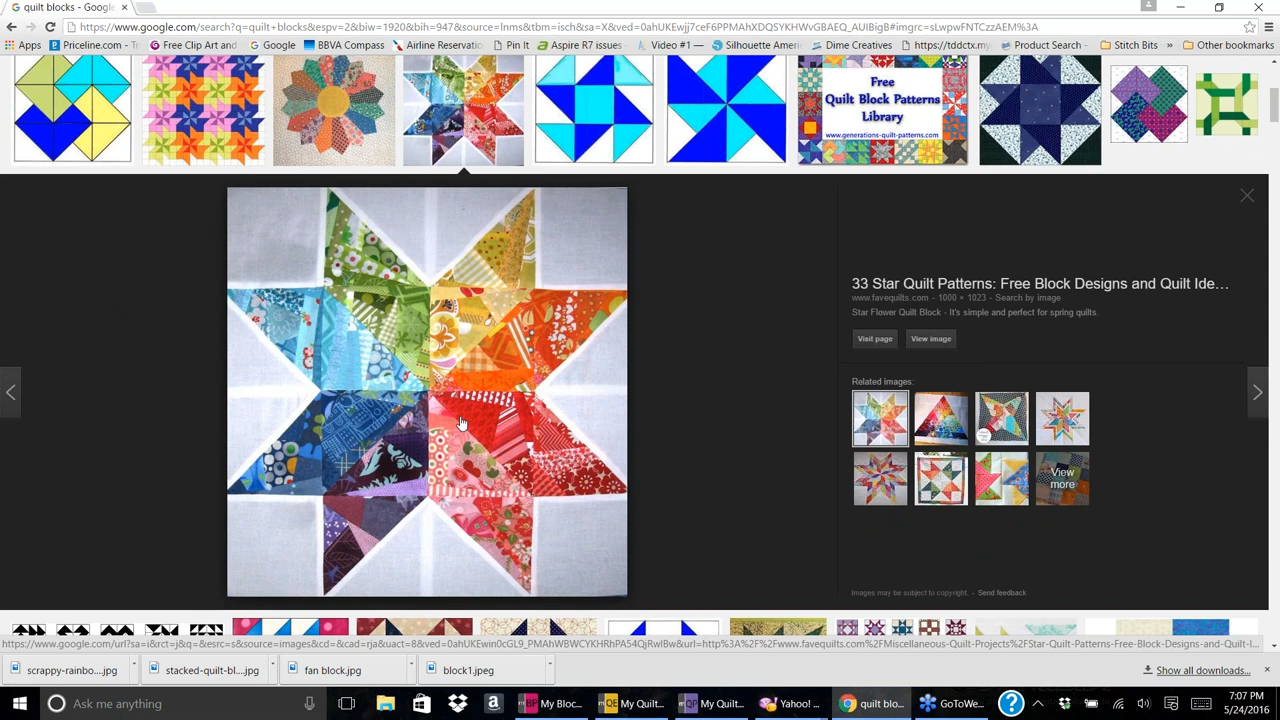 quilt blocks - Google
https://www.google.com/search?q=quilt+blocks&espv=2&biw=1920&bih=947&source=lnms&tbm=isch&sa=X&ved=0ahUKEwjj7ceF6PPMAhXDQSYKHWvGBAEQ_AUIBigB#imgrc=sLwpwFNTCzzAEM%3A
Apps Priceline.com - T Free Clip Art and Google BBVA Compass Airline Reservatio Pin It Aspire R7 issues - Video #1 — Silhouette Americ Dime Creations https://tddctx.my... Product Search - Stitch Bits » Other bookmarks
Free
Quilt Block Patterns
Library
www.generations-quilt-patterns.com
33 Star Quilt Patterns: Free Block Designs and Quilt Ide...
www.favequilts.com - 1000 × 1023 - Search by image
Star Flower Quilt Block - It's simple and perfect for spring quilts.
Visit page View image
Related images:
View
more
Images may be subject to copyright. - Send feedback
scrappy-rainbo....jpg stacked-quilt-bl....jpg fan block.jpg block1.jpeg Show all downloads...
Ask me anything My Bloc... My Quilt... My Quilt... Yahoo! ... quilt blo... GoToWe...
7:07 PM
5/24/2016